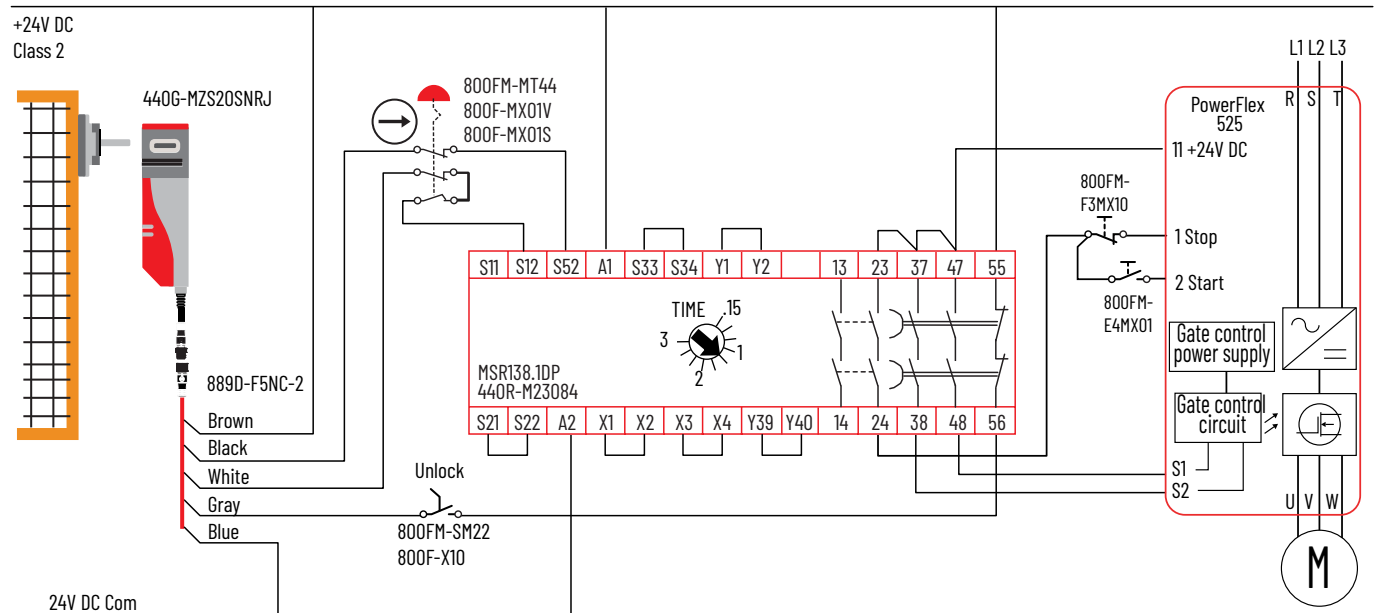 +24V DC
Class 2
440G-MZS20SNRJ
889D-F5NC-2
Brown
Black
White
Gray
Blue
24V DC Com
800FM-MT44
800F-MX01V
800F-MX01S
Unlock
800FM-SM22
800F-X10
S11 S12 S52 A1 S33 S34 Y1 Y2 13 23 37 47 55
TIME
.15
3
1
2
MSR138.1DP
440R-M23084
S21 S22 A2 X1 X2 X3 X4 Y39 Y40 14 24 38 48 56
800FM-
F3MX10
800FM-
E4MX01
L1 L2 L3
R S T
PowerFlex
525
11 +24V DC
1 Stop
2 Start
Gate control
power supply
Gate control
circuit
S1
S2
U V W
M